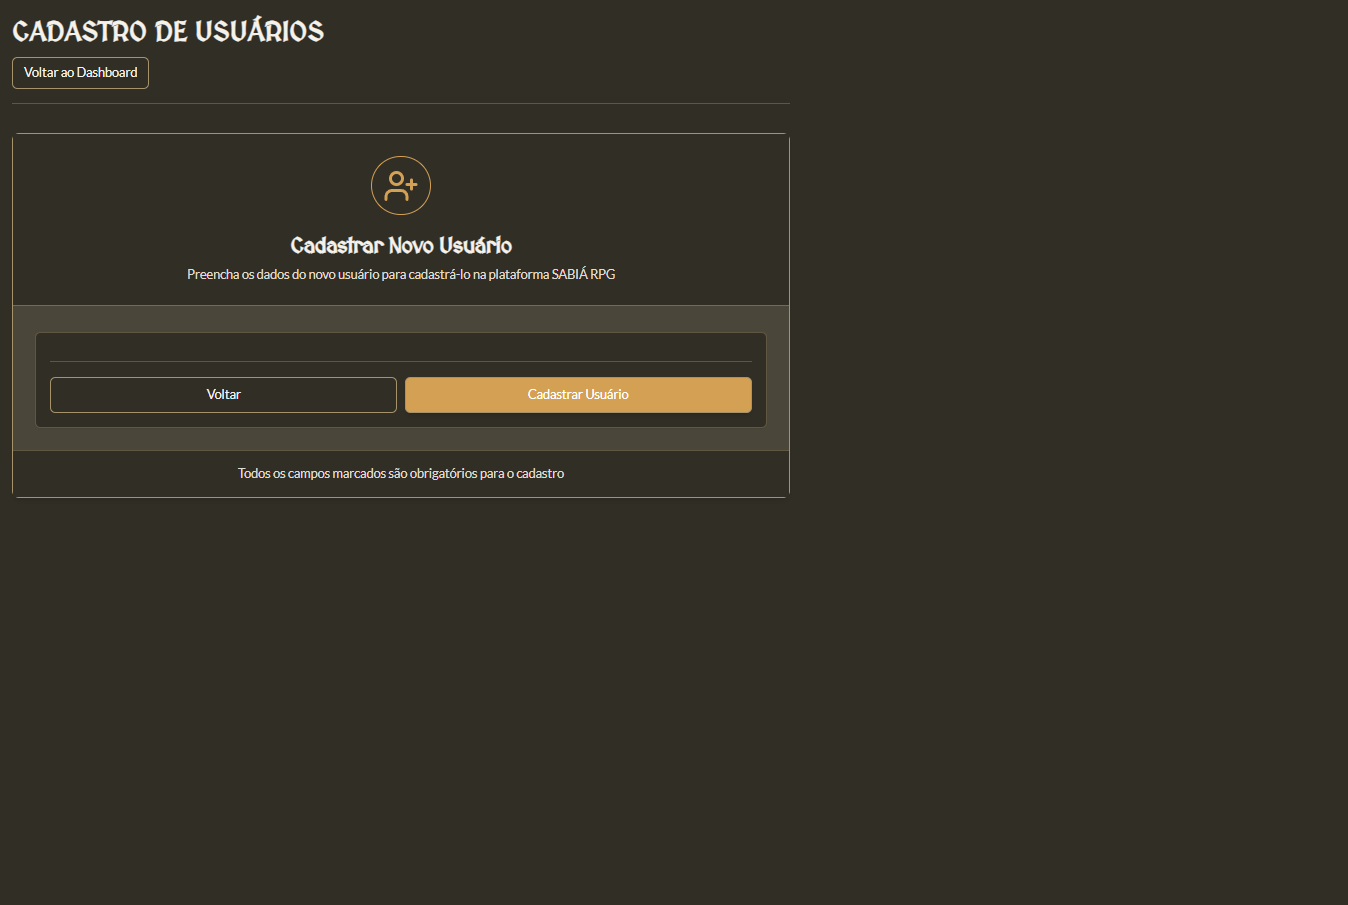 CADASTRO DE USUÁRIOS
Voltar ao Dashboard
Cadastrar Novo Usuário
Preencha os dados do novo usuário para cadastrá-lo na plataforma SABIÁ RPG
Voltar
Cadastrar Usuário
Todos os campos marcados são obrigatórios para o cadastro